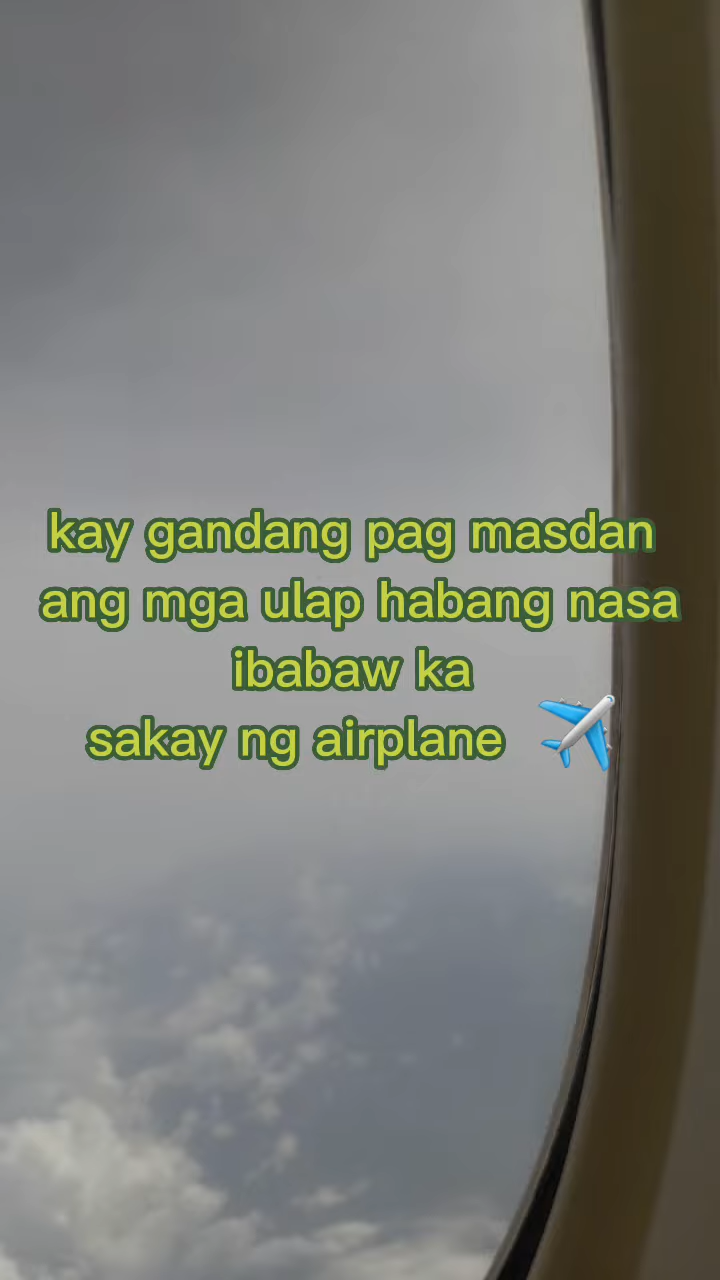 kay gandang pag masdan
ang mga ulap habang nasa
ibabaw ka
sakay ng airplane ✈️